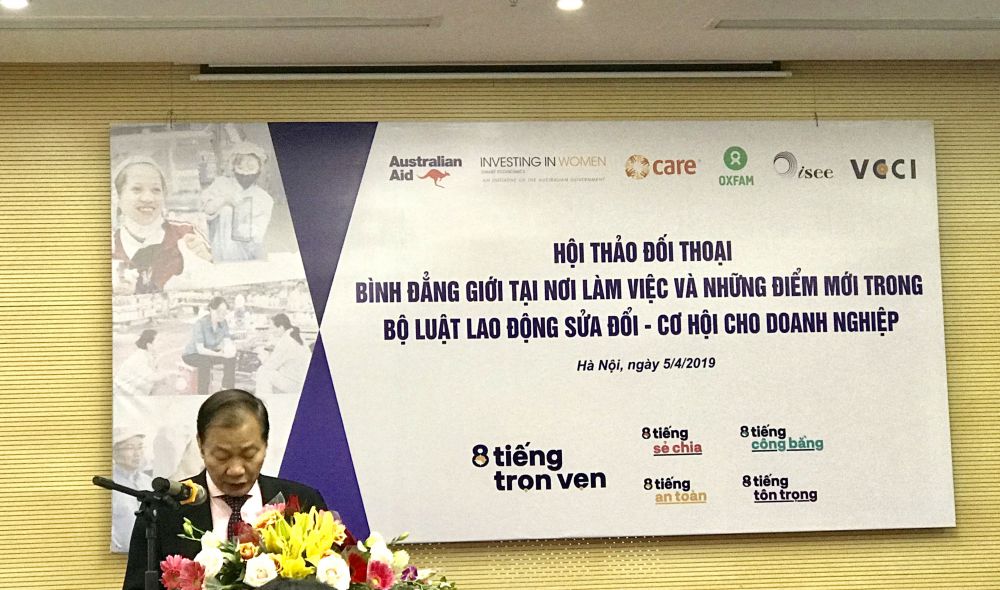 Australian
Aid
INVESTING IN WOMEN
SMART ECONOMICS
AN INITIATIVE OF THE AUSTRALIAN GOVERNMENT
care®
OXFAM
isee
VCCI
HỘI THẢO ĐỐI THOẠI
BÌNH ĐẲNG GIỚI TẠI NƠI LÀM VIỆC VÀ NHỮNG ĐIỂM MỚI TRONG
BỘ LUẬT LAO ĐỘNG SỬA ĐỔI - CƠ HỘI CHO DOANH NGHIỆP
Hà Nội, ngày 5/4/2019
8 tiếng
trọn vẹn
8 tiếng
sẻ chia
8 tiếng
công bằng
8 tiếng
an toàn
8 tiếng
tôn trọng